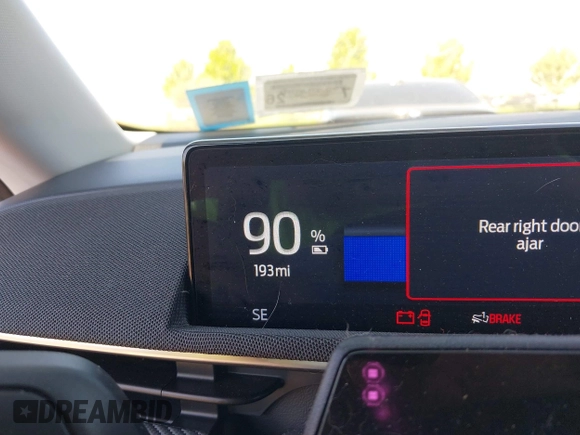 90 %
193mi
SE
Rear right door
ajar
BRAKE
DREAMBID